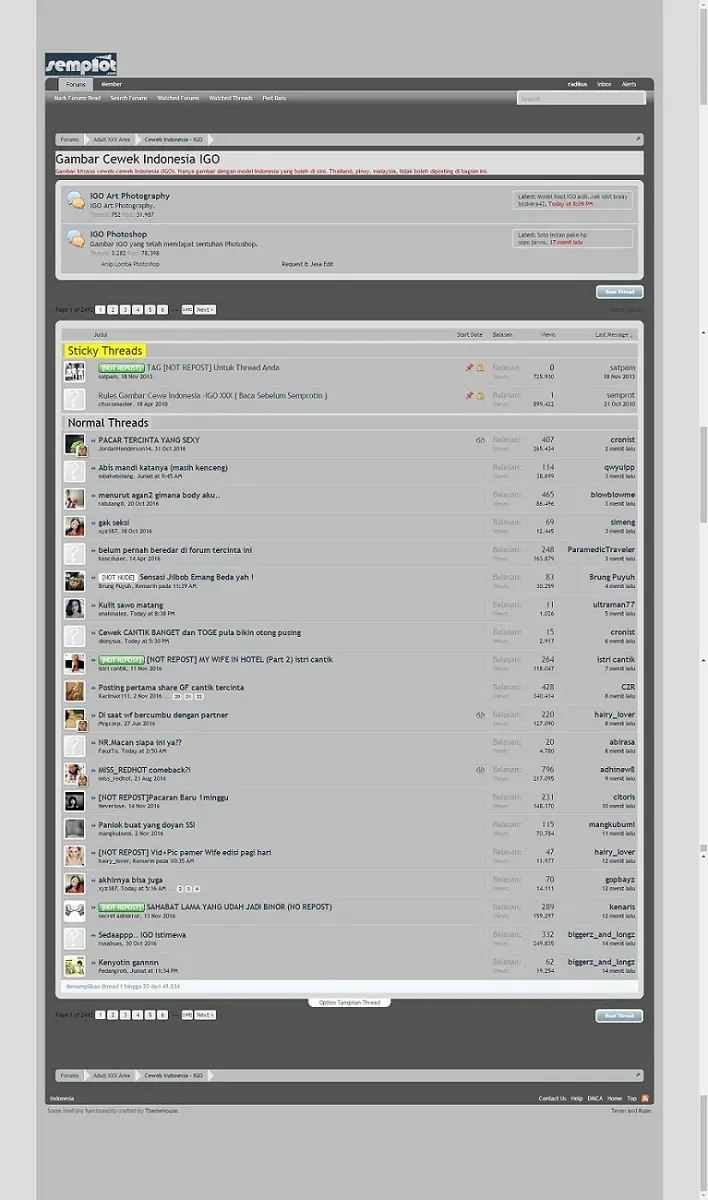 semprot
.com
Forums Member radibus Inbox Alerts
Mark Forums Read Search Forums Watched Forums Watched Threads Post Baru Search
Forums Adult XXX Area Cewek Indonesia - IGO
Gambar Cewek Indonesia IGO
Gambar khusus cewek-cewek Indonesia (IGO). Hanya gambar dengan model Indonesia yang boleh di sini. Thailand, pinoy, malaysia, tidak boleh diposting di bagian ini.
IGO Art Photography
IGO Art Photography.
Thread: 752 Post: 31.987
Latest: Model buat IGO
Today at 8:09 PM
IGO Photoshop
Gambar IGO yang telah mendapat sentuhan Photoshop.
Thread: 3.282 Post: 78.398
Arsip Lomba Photoshop Request & Jasa Edit
Latest: Solo instan pake hp
17 menit lalu
Buat Thread
Page 1 of 2492 1 2 3 4 5 6 2492 Next >
Watch Forum
Judul Start Date Balasan Views Last Message ↓
Sticky Threads
[NOT REPOST] TAG [NOT REPOST] Untuk Thread Anda Balasan: 0 satpam
satpam, 18 Nov 2013 Views: 725.930 18 Nov 2013
Rules Gambar Cewe Indonesia -IGO XXX ( Baca Sebelum Semprotin ) Balasan: 1 semprot
chocomaster, 18 Apr 2010 Views: 899.422 21 Oct 2010
Normal Threads
PACAR TERCINTA YANG SEXY Balasan: 407 cronist
JordanHenderson14, 31 Oct 2016 Views: 265.434 2 menit lalu
Abis mandi katanya (masih kenceng) Balasan: 114 qwyuipp
mbahebolang, Jumat at 9:45 AM Views: 38.699 3 menit lalu
menurut agan2 gimana body aku.. Balasan: 465 blowblowme
ratulangit, 20 Oct 2016 Views: 86.496 3 menit lalu
gak seksi Balasan: 69 simeng
xyz187, 18 Oct 2016 Views: 12.445 3 menit lalu
belum pernah beredar di forum tercinta ini Balasan: 248 ParamedicTraveler
kimciluser, 14 Apr 2016 Views: 163.879 3 menit lalu
[NOT NUDE] Sensasi Jilbob Emang Beda yah ! Balasan: 83 Brung Puyuh
Brung Puyuh, Kemarin pada 11:39 AM Views: 30.259 4 menit lalu
Kulit sawo matang Balasan: 11 ultraman77
anakmalez, Today at 8:38 PM Views: 1.026 5 menit lalu
Cewek CANTIK BANGET dan TOGE pula bikin otong pusing Balasan: 15 cronist
dionysus, Today at 5:30 PM Views: 2.917 6 menit lalu
[NOT REPOST] [NOT REPOST] MY WIFE IN HOTEL (Part 2) istri cantik Balasan: 264 istri cantik
istri cantik, 11 Nov 2016 Views: 118.047 7 menit lalu
Posting pertama share GF cantik tercinta Balasan: 428 CZR
Karimax111, 2 Nov 2016 ... 20 21 22 Views: 340.414 8 menit lalu
Di saat wf bercumbu dengan partner Balasan: 220 hairy_lover
Mrgcorp, 27 Jun 2016 Views: 127.090 8 menit lalu
NR.Macan siapa ini ya?? Balasan: 20 abirasa
FauzTo, Today at 2:50 AM Views: 4.780 8 menit lalu
MISS_REDHOT comeback?! Balasan: 796 adhinew8
miss_redhot, 21 Aug 2016 Views: 217.095 9 menit lalu
[NOT REPOST]Pacaran Baru 1minggu Balasan: 231 citoris
Neverlose, 14 Nov 2016 Views: 148.370 10 menit lalu
Panlok buat yang doyan SSI Balasan: 115 mangkubumi
mangkubumi, 2 Nov 2016 Views: 70.784 11 menit lalu
[NOT REPOST] Vid+Pic pamer Wife edisi pagi hari Balasan: 47 hairy_lover
hairy_lover, Kemarin pada 10:35 AM Views: 11.977 12 menit lalu
akhirnya bisa juga Balasan: 70 gopbayz
xyz187, Today at 5:16 AM ... 2 3 4 Views: 14.111 12 menit lalu
[NOT REPOST] SAHABAT LAMA YANG UDAH JADI BINOR (NO REPOST) Balasan: 289 kenaris
secret admirror, 13 Nov 2016 Views: 159.297 12 menit lalu
Sedaappp.. IGO istimewa Balasan: 332 biggerz_and_longz
rusabuas, 30 Oct 2016 Views: 249.835 14 menit lalu
Kenyotin gannnn Balasan: 62 biggerz_and_longz
Pedangroti, Jumat at 11:34 PM Views: 19.254 14 menit lalu
Menampilkan thread 1 hingga 20 dari 49.834
Option Tampilan Thread
Page 1 of 2492 1 2 3 4 5 6 2492 Next >
Buat Thread
Forums Adult XXX Area Cewek Indonesia - IGO
Indonesia Contact Us Help DMCA Home Top
Some XenForo functionality crafted by ThemeHouse. Terms and Rules